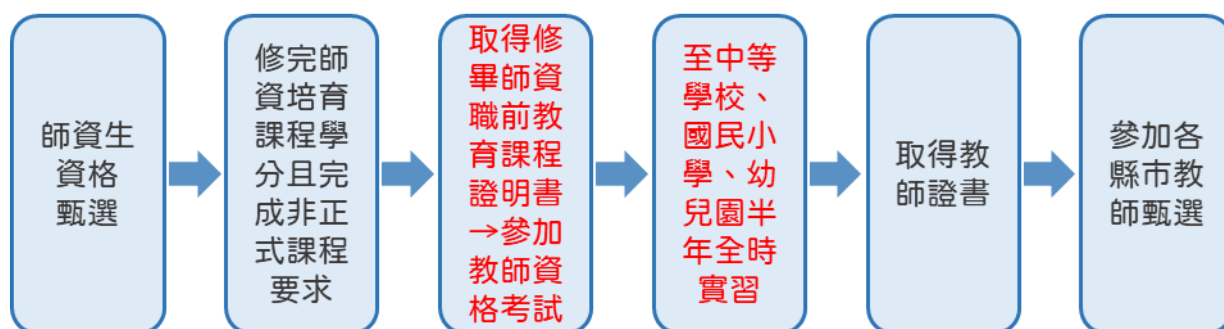 師資生
資格
甄選
修完師
資培育
課程學
分且完
成非正
式課程
要求
取得修
畢師資
職前教
育課程
證明書
→參加
教師資
格考試
至中等
學校、
國民小
學、幼
兒園半
年全時
實習
取得教
師證書
參加各
縣市教
師甄選